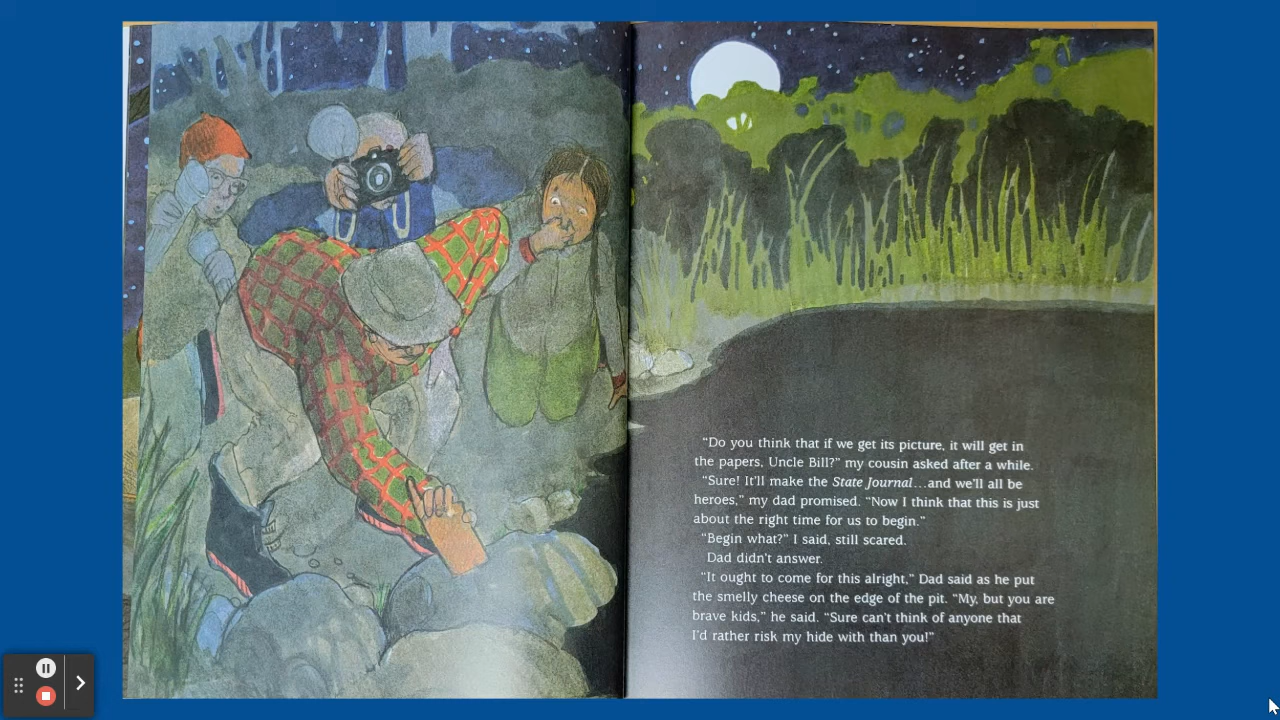 “Do you think that if we get its picture, it will get in
the papers, Uncle Bill?” my cousin asked after a while.
“Sure! It’ll make the State Journal...and we’ll all be
heroes,” my dad promised. “Now I think that this is just
about the right time for us to begin.”
“Begin what?” I said, still scared.
Dad didn’t answer.
“It ought to come for this alright,” Dad said as he put
the smelly cheese on the edge of the pit. “My, but you are
brave kids,” he said. “Sure can’t think of anyone that
I’d rather risk my hide with than you!”